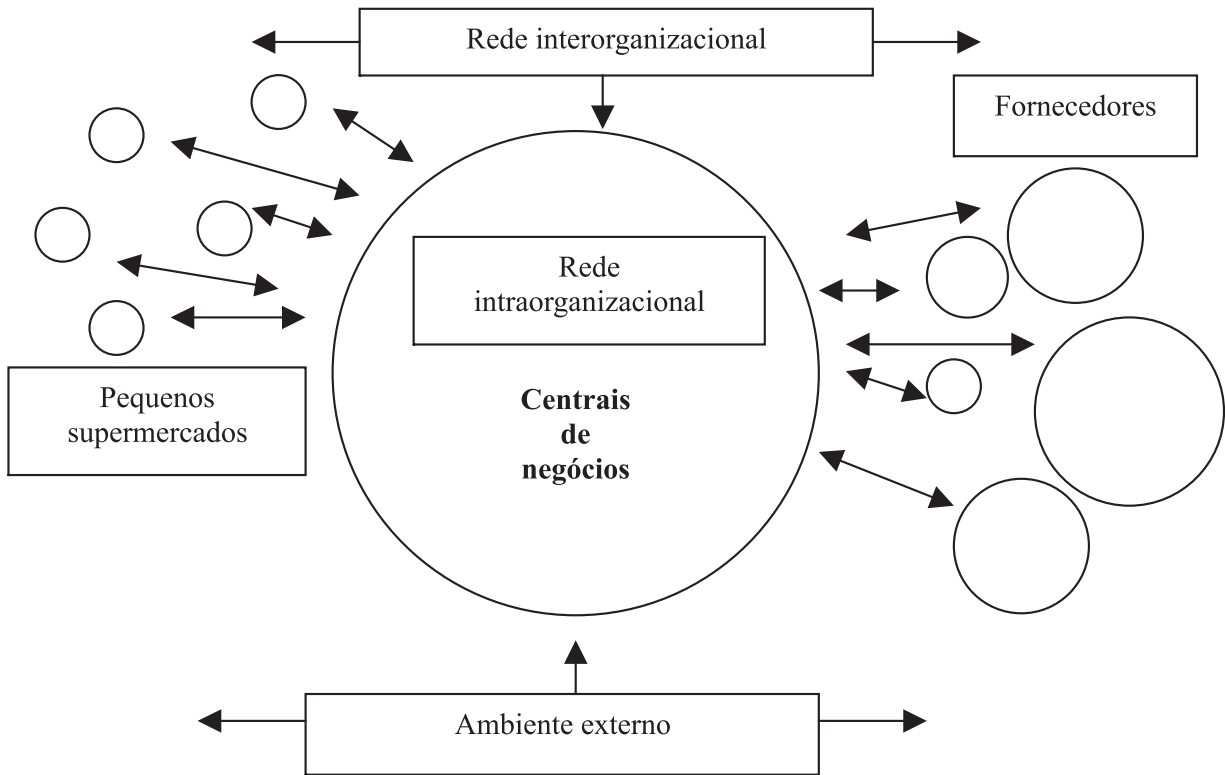 Rede interorganizacional
Fornecedores
Rede
intraorganizacional
Pequenos
supermercados
Centrais
de
negócios
Ambiente externo